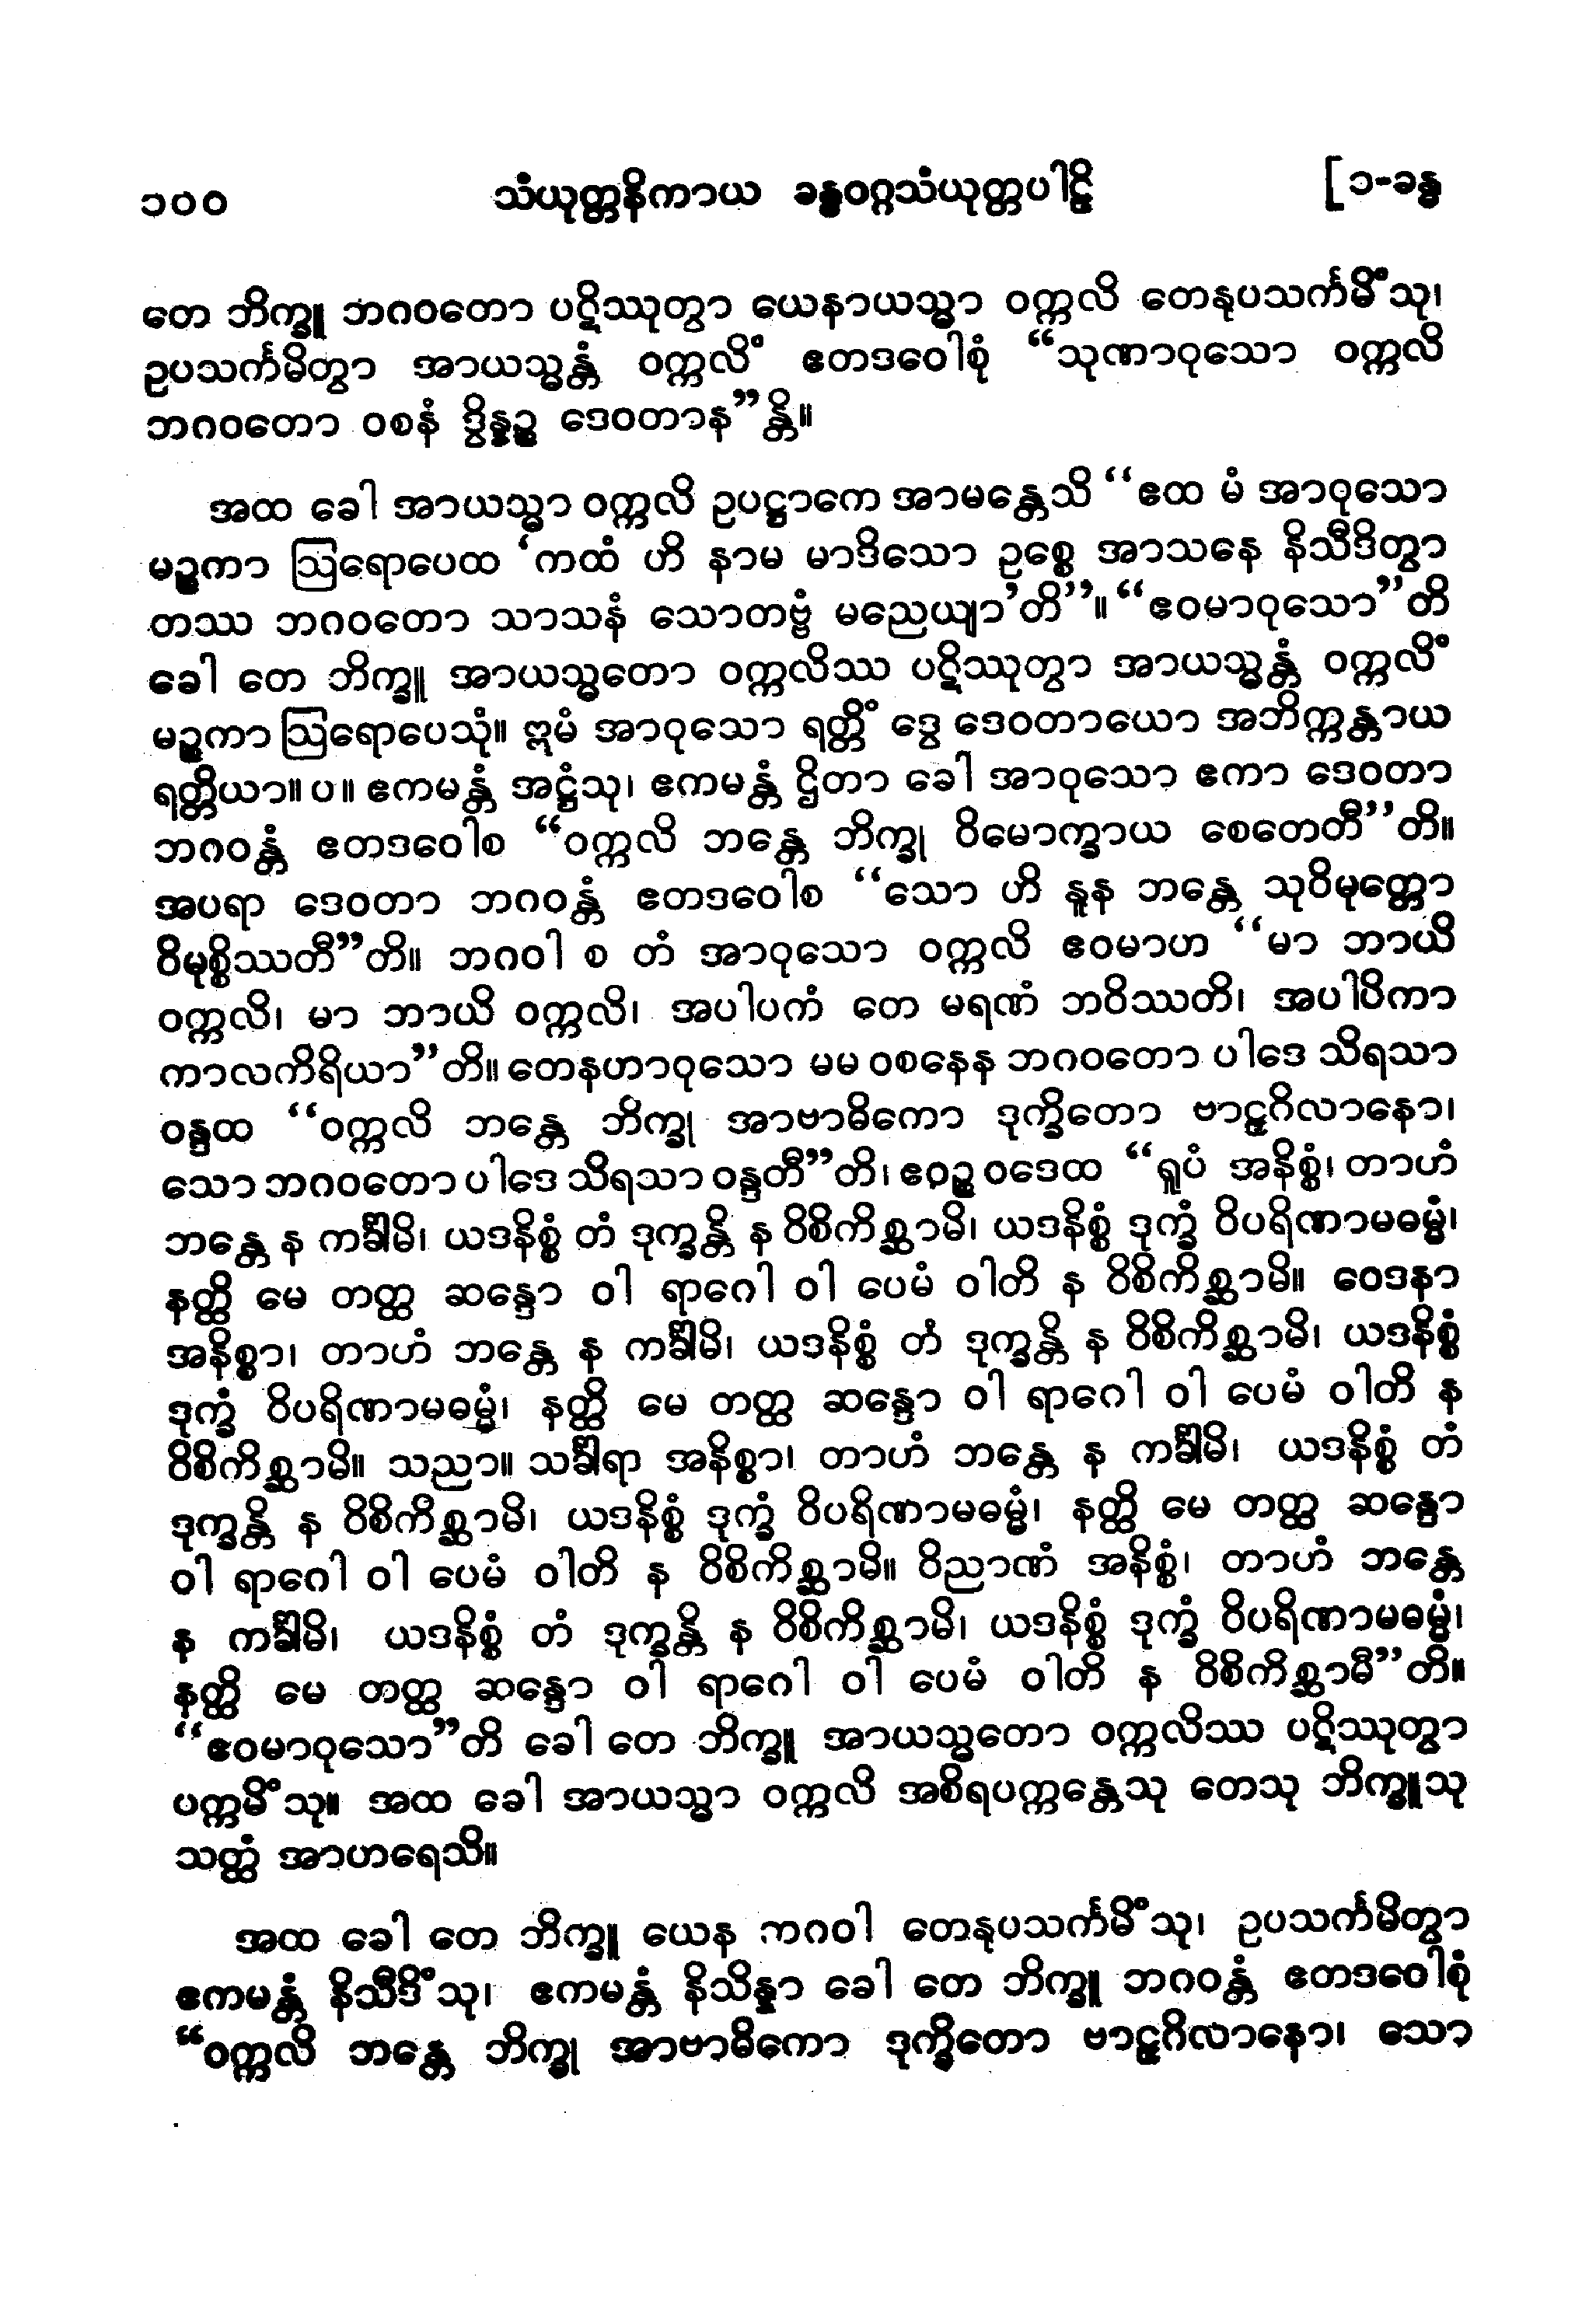 ၁၀၀ သံယုတ္တနိကာယ ခန္ဓဝဂ္ဂသံယုတ္တပါဠိ [၁-ခန္ဓ
တေ ဘိက္ခူ ဘဂဝတော ပဋိဿုတွာ ယေနာယသ္မာ ဝက္ကလိ တေနုပသင်္ကမိံသု၊
ဥပသင်္ကမိတွာ အာယသ္မန္တံ ဝက္ကလိံ ဧတဒဝေါစုံ “သုဏာဝုသော ဝက္ကလိ
ဘဂဝတော ဝစနံ ဒွိန္နဉ္စ ဒေဝတာန”န္တိ။
အထ ခေါ အာယသ္မာ ဝက္ကလိ ဥပဋ္ဌာကေ အာမန္တေသိ “ဧထ မံ အာဝုသော
မဉ္စကာ ဩရောပေထ ‘ကထံ ဟိ နာမ မာဒိသော ဥစ္စေ အာသနေ နိသီဒိတွာ
တဿ ဘဂဝတော သာသနံ သောတဗ္ဗံ မညေယျာ’တိ”။ “ဧဝမာဝုသော”တိ
ခေါ တေ ဘိက္ခူ အာယသ္မတော ဝက္ကလိဿ ပဋိဿုတွာ အာယသ္မန္တံ ဝက္ကလိံ
မဉ္စကာ ဩရောပေသုံ။ ဣမံ အာဝုသော ရတ္တိံ ဒွေ ဒေဝတာယော အဘိက္ကန္တာယ
ရတ္တိယာ။ ပ။ ဧကမန္တံ အဋ္ဌံသု၊ ဧကမန္တံ ဌိတာ ခေါ အာဝုသော ဧကာ ဒေဝတာ
ဘဂဝန္တံ ဧတဒဝေါစ “ဝက္ကလိ ဘန္တေ ဘိက္ခု ဝိမောက္ခာယ စေတေတီ”တိ။
အပရာ ဒေဝတာ ဘဂဝန္တံ ဧတဒဝေါစ “သော ဟိ နူန ဘန္တေ သုဝိမုတ္တော
ဝိမုစ္စိဿတီ”တိ။ ဘဂဝါ စ တံ အာဝုသော ဝက္ကလိ ဧဝမာဟ “မာ ဘာယိ
ဝက္ကလိ၊ မာ ဘာယိ ဝက္ကလိ၊ အပါပကံ တေ မရဏံ ဘဝိဿတိ၊ အပါပိကာ
ကာလကိရိယာ”တိ။ တေနဟာဝုသော မမ ဝစနေန ဘဂဝတော ပါဒေ သိရသာ
ဝန္ဒထ “ဝက္ကလိ ဘန္တေ ဘိက္ခု အာဗာဓိကော ဒုက္ခိတော ဗာဠှဂိလာနော၊
သော ဘဂဝတော ပါဒေ သိရသာ ဝန္ဒတီ”တိ၊ ဧဝဉ္စ ဝဒေထ “ရူပံ အနိစ္စံ၊ တာဟံ
ဘန္တေ န ကင်္ခါမိ၊ ယဒနိစ္စံ တံ ဒုက္ခန္တိ န ဝိစိကိစ္ဆာမိ၊ ယဒနိစ္စံ ဒုက္ခံ ဝိပရိဏာမဓမ္မံ၊
နတ္ထိ မေ တတ္ထ ဆန္ဒော ဝါ ရာဂေါ ဝါ ပေမံ ဝါတိ န ဝိစိကိစ္ဆာမိ။ ဝေဒနာ
အနိစ္စာ၊ တာဟံ ဘန္တေ န ကင်္ခါမိ၊ ယဒနိစ္စံ တံ ဒုက္ခန္တိ န ဝိစိကိစ္ဆာမိ၊ ယဒနိစ္စံ
ဒုက္ခံ ဝိပရိဏာမဓမ္မံ၊ နတ္ထိ မေ တတ္ထ ဆန္ဒော ဝါ ရာဂေါ ဝါ ပေမံ ဝါတိ န
ဝိစိကိစ္ဆာမိ။ သညာ။ သင်္ခါရာ အနိစ္စာ၊ တာဟံ ဘန္တေ န ကင်္ခါမိ၊ ယဒနိစ္စံ တံ
ဒုက္ခန္တိ န ဝိစိကိစ္ဆာမိ၊ ယဒနိစ္စံ ဒုက္ခံ ဝိပရိဏာမဓမ္မံ၊ နတ္ထိ မေ တတ္ထ ဆန္ဒော
ဝါ ရာဂေါ ဝါ ပေမံ ဝါတိ န ဝိစိကိစ္ဆာမိ။ ဝိညာဏံ အနိစ္စံ၊ တာဟံ ဘန္တေ
န ကင်္ခါမိ၊ ယဒနိစ္စံ တံ ဒုက္ခန္တိ န ဝိစိကိစ္ဆာမိ၊ ယဒနိစ္စံ ဒုက္ခံ ဝိပရိဏာမဓမ္မံ၊
နတ္ထိ မေ တတ္ထ ဆန္ဒော ဝါ ရာဂေါ ဝါ ပေမံ ဝါတိ န ဝိစိကိစ္ဆာမီ”တိ။
“ဧဝမာဝုသော”တိ ခေါ တေ ဘိက္ခူ အာယသ္မတော ဝက္ကလိဿ ပဋိဿုတွာ
ပက္ကမိံသု။ အထ ခေါ အာယသ္မာ ဝက္ကလိ အစိရပက္ကန္တေသု တေသု ဘိက္ခူသု
သတ္ထံ အာဟရေသိ။
အထ ခေါ တေ ဘိက္ခူ ယေန ဘဂဝါ တေနုပသင်္ကမိံသု၊ ဥပသင်္ကမိတွာ
ဧကမန္တံ နိသီဒိံသု၊ ဧကမန္တံ နိသိန္နာ ခေါ တေ ဘိက္ခူ ဘဂဝန္တံ ဧတဒဝေါစုံ
“ဝက္ကလိ ဘန္တေ ဘိက္ခု အာဗာဓိကော ဒုက္ခိတော ဗာဠှဂိလာနော၊ သော